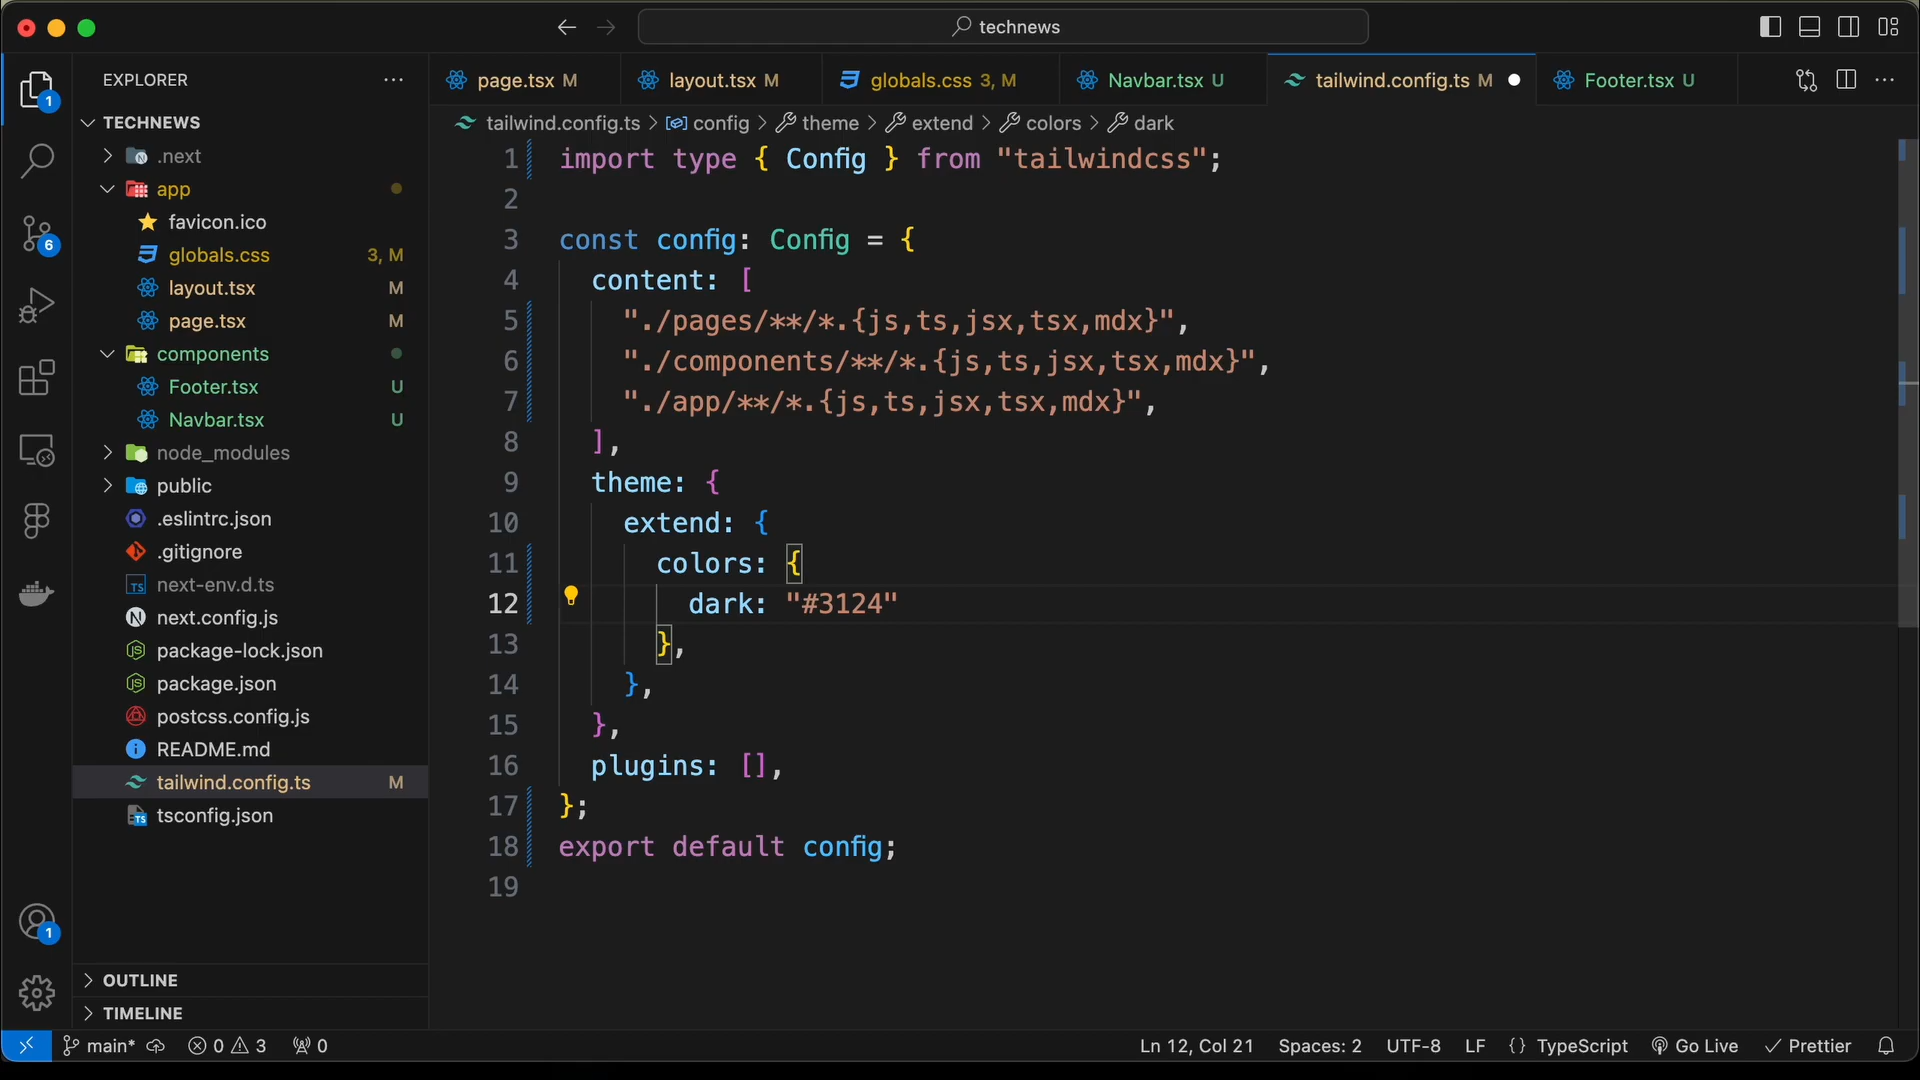 technews
EXPLORER
TECHNEWS
.next
app
favicon.ico
globals.css 3, M
layout.tsx M
page.tsx M
components
Footer.tsx U
Navbar.tsx U
node_modules
public
.eslintrc.json
.gitignore
next-env.d.ts
next.config.js
package-lock.json
package.json
postcss.config.js
README.md
tailwind.config.ts M
tsconfig.json
OUTLINE
TIMELINE
1
6
1
page.tsx M
layout.tsx M
globals.css 3, M
Navbar.tsx U
tailwind.config.ts M
Footer.tsx U
tailwind.config.ts > config > theme > extend > colors > dark
1 import type { Config } from "tailwindcss";
2
3 const config: Config = {
4 content: [
5 "./pages/**/*.{js,ts,jsx,tsx,mdx}",
6 "./components/**/*.{js,ts,jsx,tsx,mdx}",
7 "./app/**/*.{js,ts,jsx,tsx,mdx}",
8 ],
9 theme: {
10 extend: {
11 colors: {
12 dark: "#3124"
13 },
14 },
15 },
16 plugins: [],
17 };
18 export default config;
19
main* 0 3 0 Ln 12, Col 21 Spaces: 2 UTF-8 LF {} TypeScript Go Live Prettier